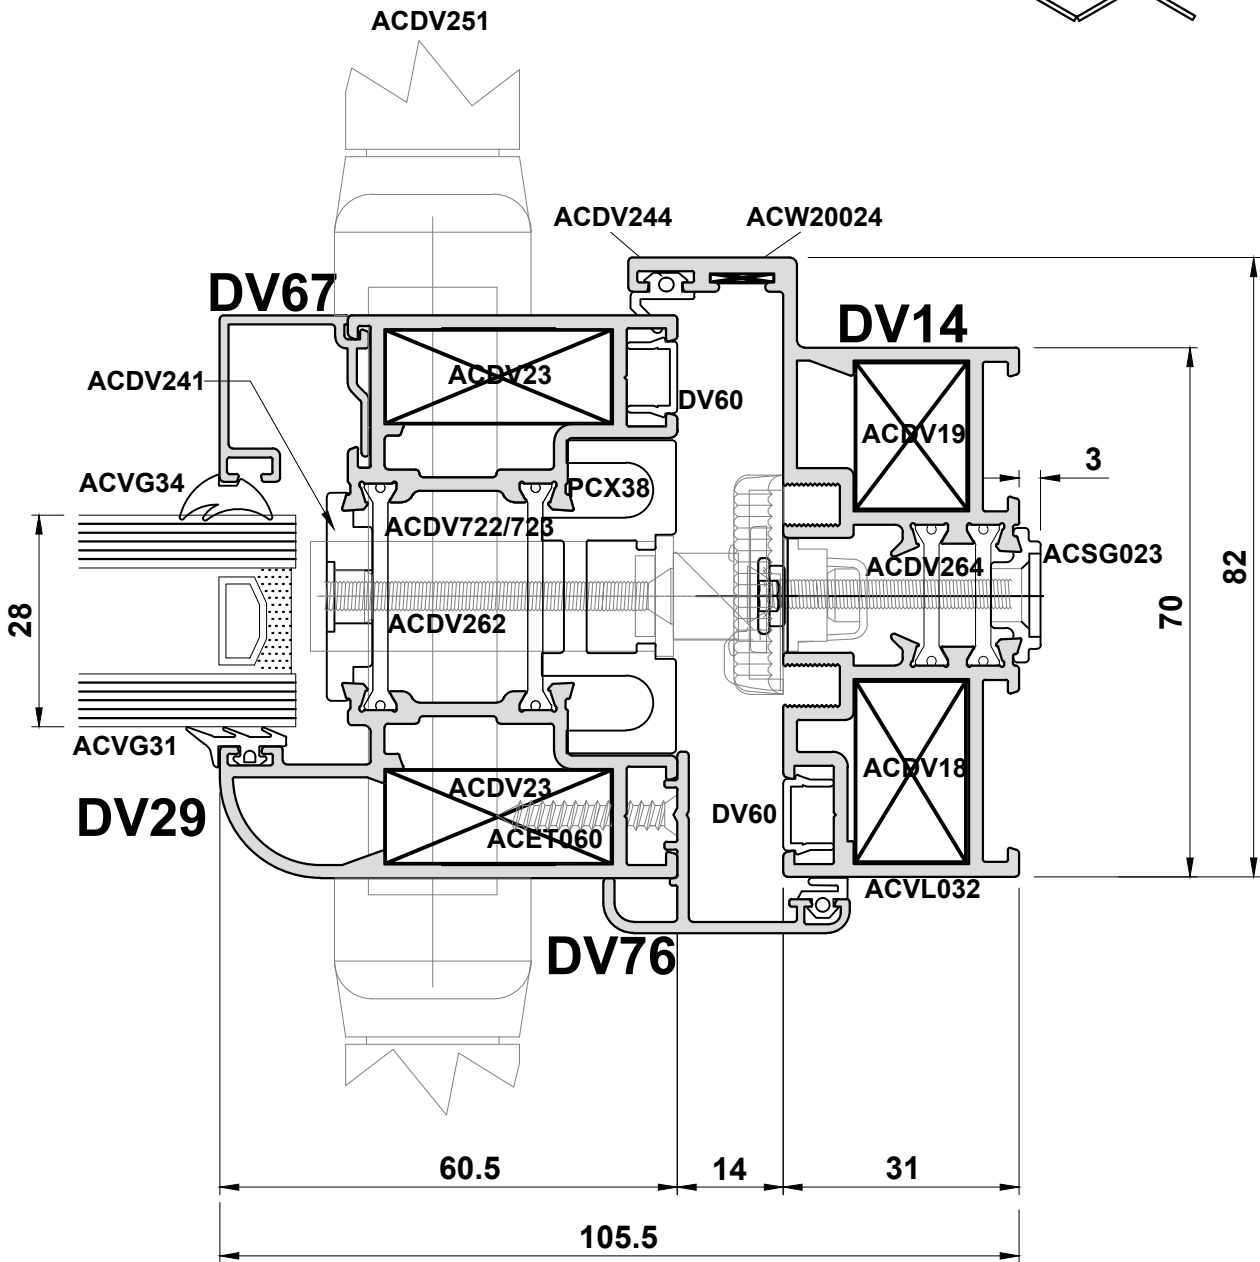 ACDV251
ACDV244
ACW20024
DV67
DV14
ACDV241
ACDV23
DV60
ACDV19
3
ACVG34
PCX38
ACDV722/723
ACDV264
ACSG023
82
28
ACDV262
70
ACVG31
ACDV18
ACDV23
DV29
DV60
ACET060
ACVL032
DV76
60.5
14
31
105.5